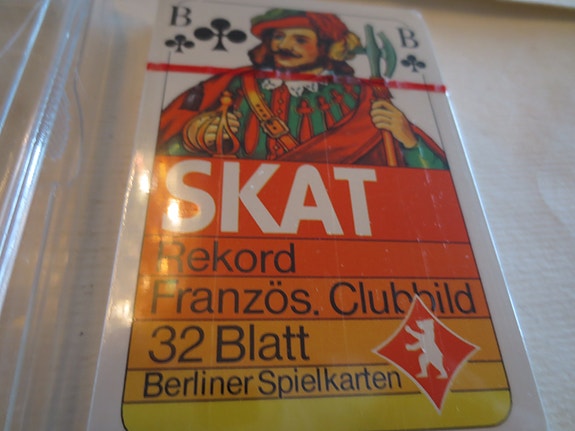 B B
SKAT
Rekord
Französ. Clubbild
32 Blatt
Berliner Spielkarten